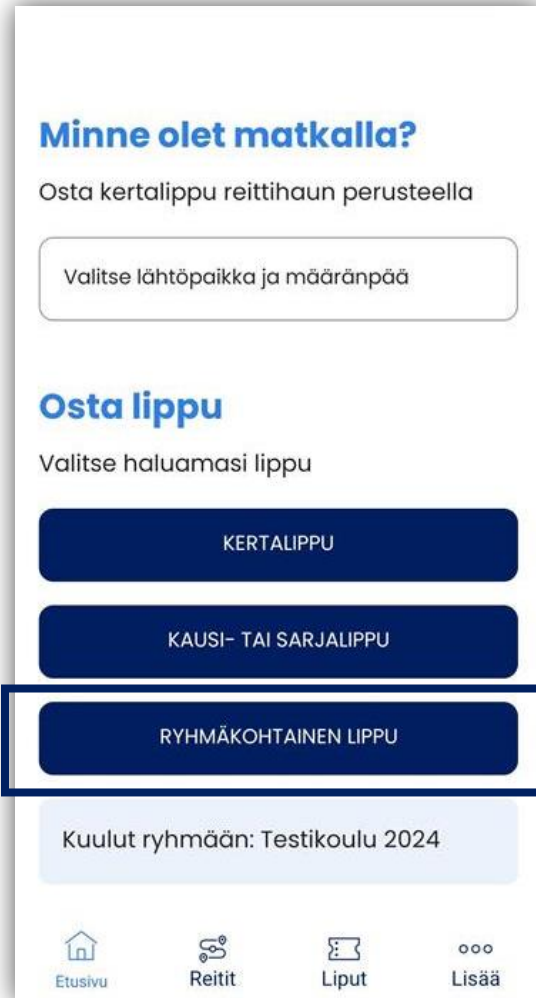 Minne olet matkalla?
Osta kertalippu reittihaun perusteella
Valitse lähtöpaikka ja määränpää
Osta lippu
Valitse haluamasi lippu
KERTALIPPU
KAUSI- TAI SARJALIPPU
RYHMÄKOHTAINEN LIPPU
Kuulut ryhmään: Testikoulu 2024
Etusivu
Reitit
Liput
Lisää